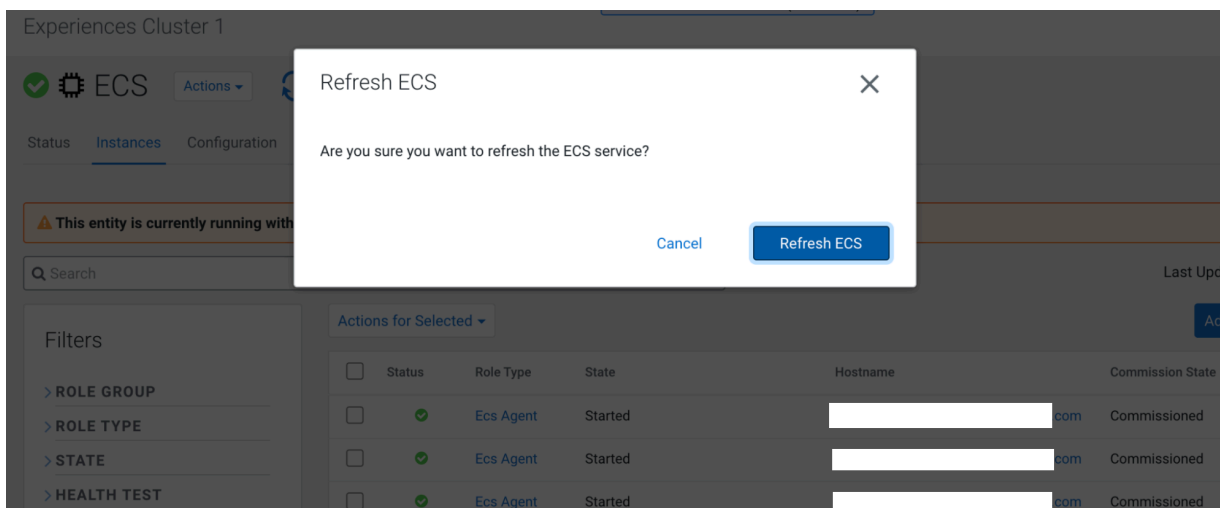 Experiences Cluster 1
ECS
Actions
Status Instances Configuration
Refresh ECS
Are you sure you want to refresh the ECS service?
Cancel Refresh ECS
This entity is currently running with
Search
Last Upd
Filters
ROLE GROUP
ROLE TYPE
STATE
HEALTH TEST
Actions for Selected
Status Role Type State Hostname Commission State
Ecs Agent Started com Commissioned
Ecs Agent Started .com Commissioned
Ecs Agent Started com Commissioned